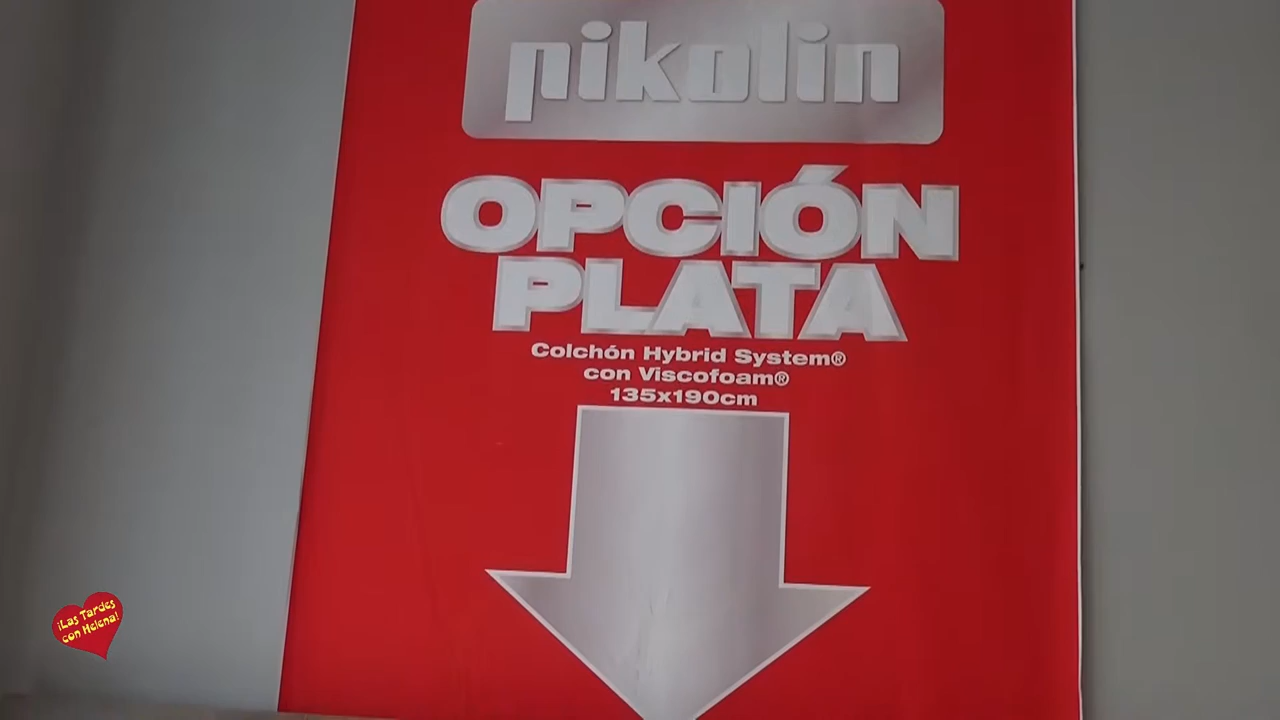 pikolin
OPCIÓN
PLATA
Colchón Hybrid System®
con Viscofoam®
135x190cm
¡Las Tardes
con Helena!